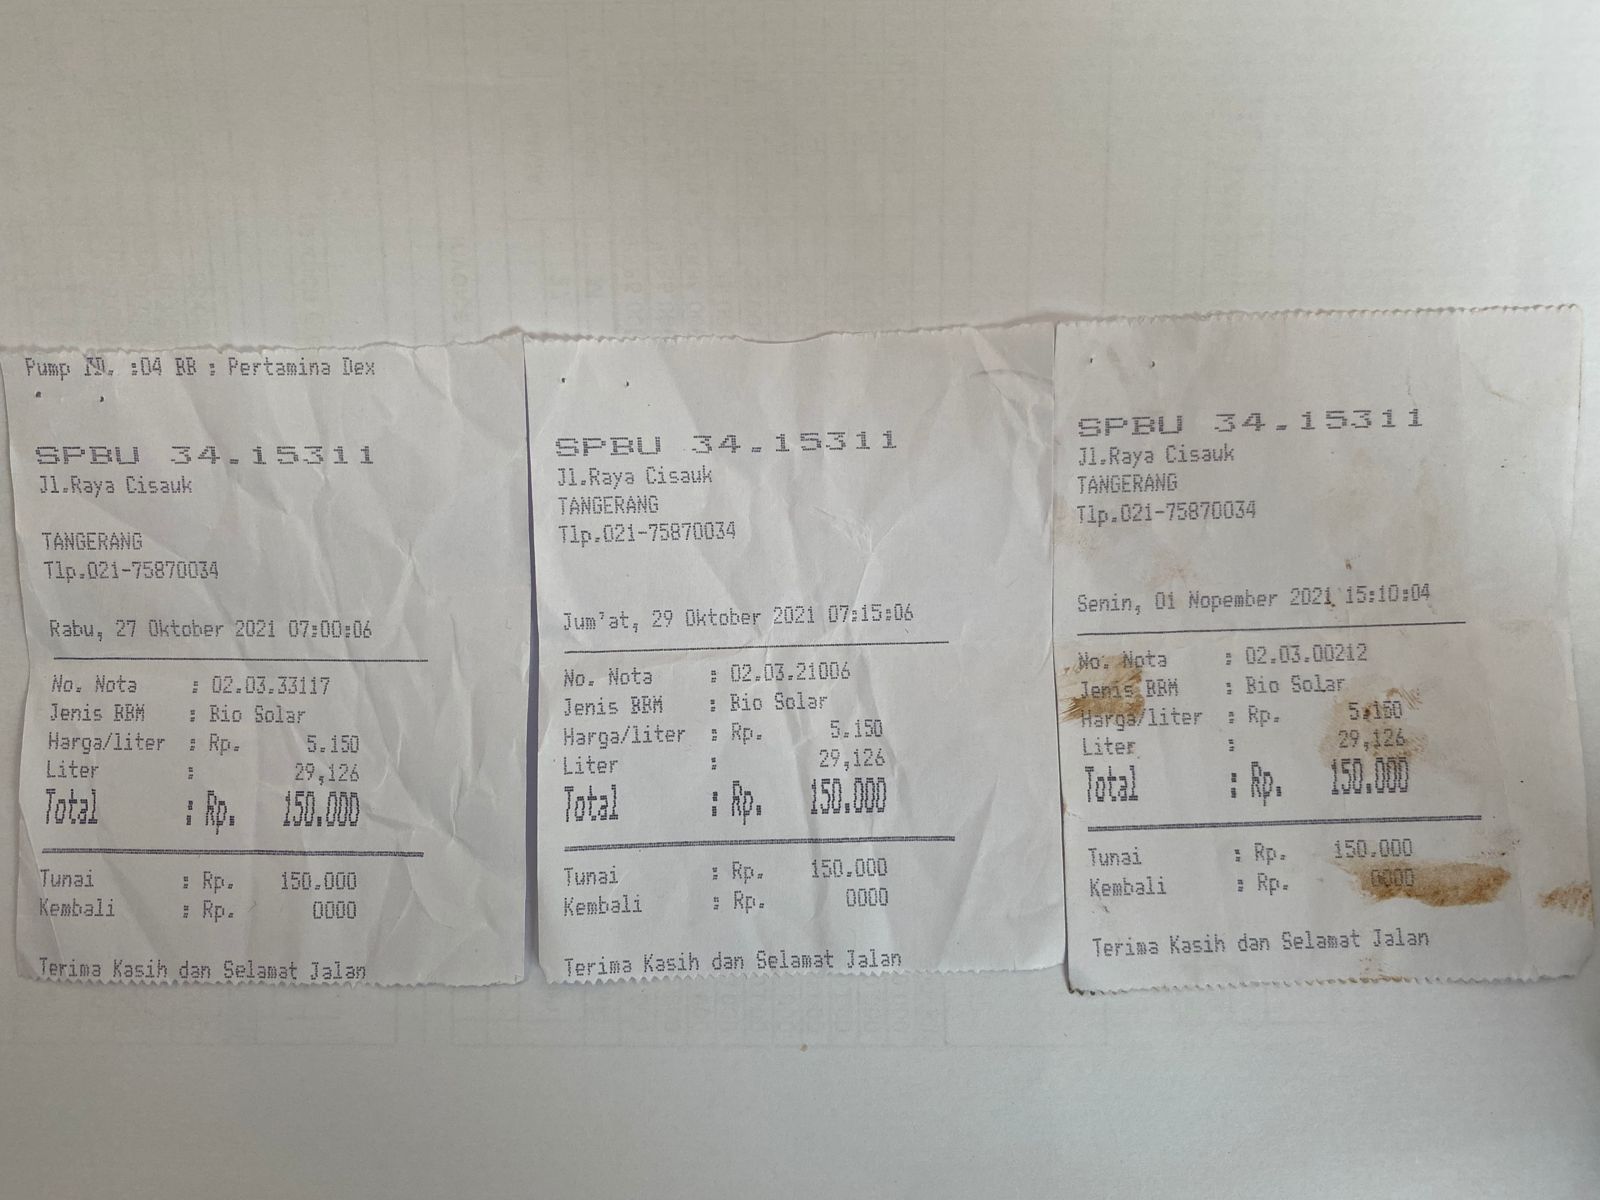 Pump No. :04 BB : Pertamina Dex
SPBU 34.15311
Jl.Raya Cisauk
TANGERANG
Tlp.021-75870034
Rabu, 27 Oktober 2021 07:00:06
No. Nota : 02.03.33117
Jenis BBM : Bio Solar
Harga/liter : Rp. 5.150
Liter : 29,126
Total : Rp. 150.000
Tunai : Rp. 150.000
Kembali : Rp. 0000
Terima Kasih dan Selamat Jalan
SPBU 34.15311
Jl.Raya Cisauk
TANGERANG
Tlp.021-75870034
Jum'at, 29 Oktober 2021 07:15:06
No. Nota : 02.03.21006
Jenis BBM : Bio Solar
Harga/liter : Rp. 5.150
Liter : 29,126
Total : Rp. 150.000
Tunai : Rp. 150.000
Kembali : Rp. 0000
Terima Kasih dan Selamat Jalan
SPBU 34.15311
Jl.Raya Cisauk
TANGERANG
Tlp.021-75870034
Senin, 01 Nopember 2021 15:10:04
No. Nota : 02.03.00212
Jenis BBM : Bio Solar
Harga/liter : Rp. 5.150
Liter : 29,126
Total : Rp. 150.000
Tunai : Rp. 150.000
Kembali : Rp. 0000
Terima Kasih dan Selamat Jalan